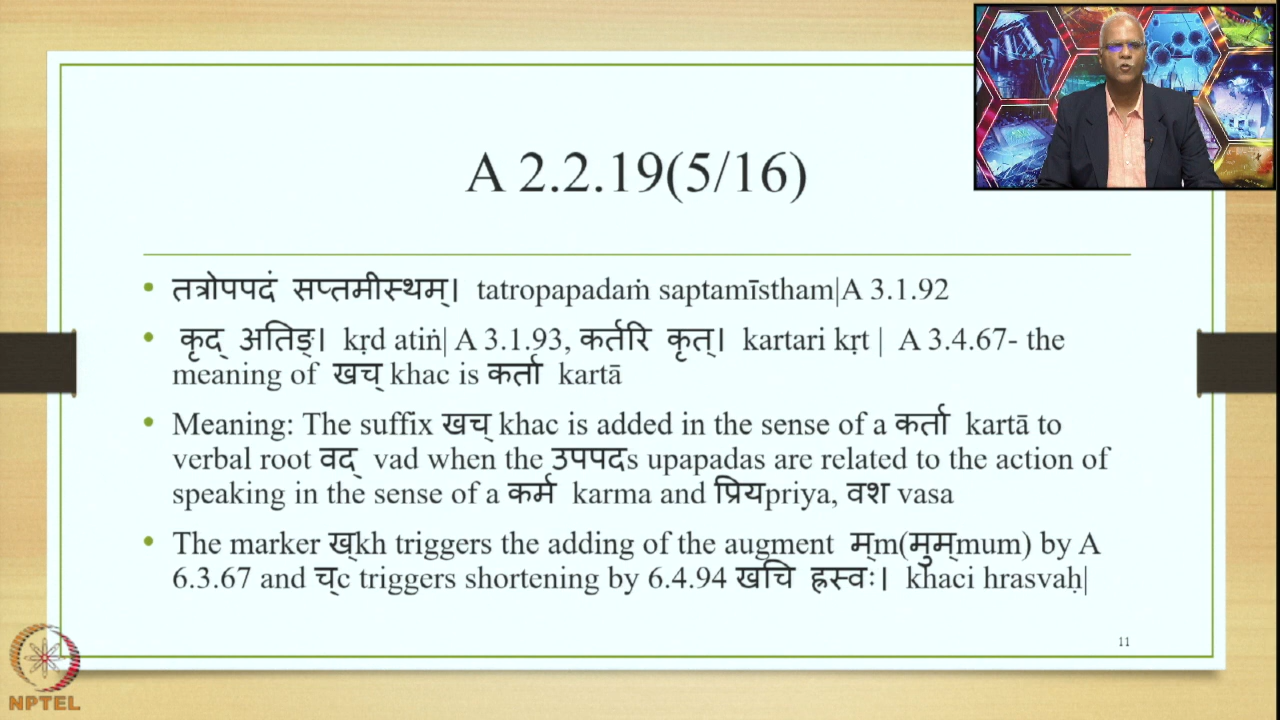 A 2.2.19(5/16)
• तत्रोपपदं सप्तमीस्थम्। tatropapadaṁ saptamīstham|A 3.1.92
• कृद् अतिङ्। kṛd atiṅ| A 3.1.93, कर्तरि कृत्। kartari kṛt | A 3.4.67- the
meaning of खच् khac is कर्ता kartā
• Meaning: The suffix खच् khac is added in the sense of a कर्ता kartā to
verbal root वद् vad when the उपपदs upapadas are related to the action of
speaking in the sense of a कर्म karma and प्रियpriya, वश vasa
• The marker ख्kh triggers the adding of the augment म्m(मुम्mum) by A
6.3.67 and च्c triggers shortening by 6.4.94 खचि ह्रस्वः। khaci hrasvaḥ|
11
NPTEL